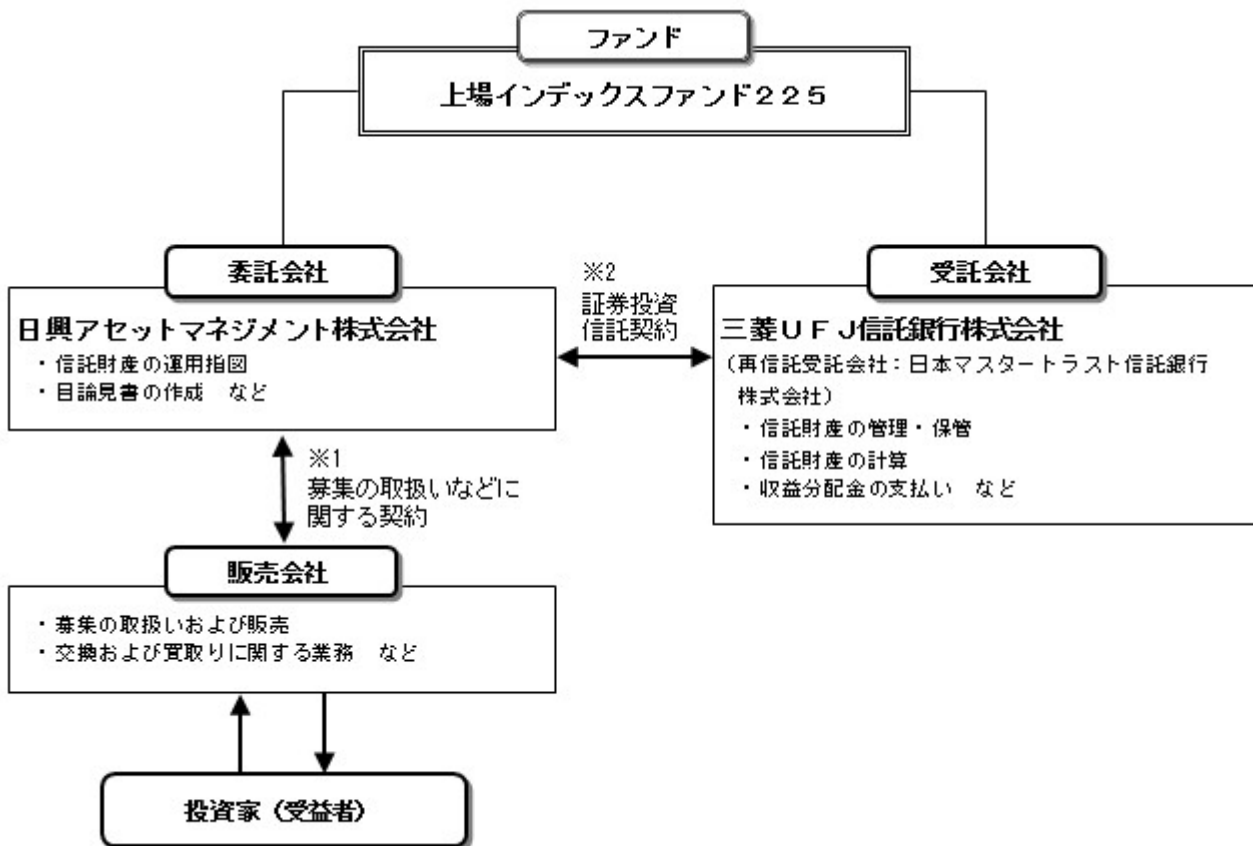 ファンド
上場インデックスファンド225
委託会社
日興アセットマネジメント株式会社
・信託財産の運用指図
・目論見書の作成　など
※2
証券投資
信託契約
受託会社
三菱UFJ信託銀行株式会社
(再信託受託会社:日本マスタートラスト信託銀行
株式会社)
・信託財産の管理・保管
・信託財産の計算
・収益分配金の支払い　など
※1
募集の取扱いなどに
関する契約
販売会社
・募集の取扱いおよび販売
・交換および買取りに関する業務　など
投資家(受益者)